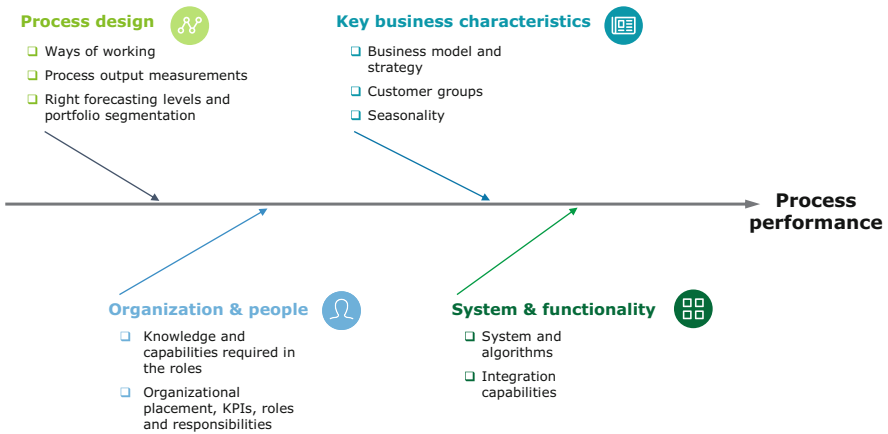 Process design
Ways of working
Process output measurements
Right forecasting levels and
portfolio segmentation
Key business characteristics
Business model and
strategy
Customer groups
Seasonality
Process
performance
Organization & people
Knowledge and
capabilities required in
the roles
Organizational
placement, KPIs, roles
and responsibilities
System & functionality
System and
algorithms
Integration
capabilities